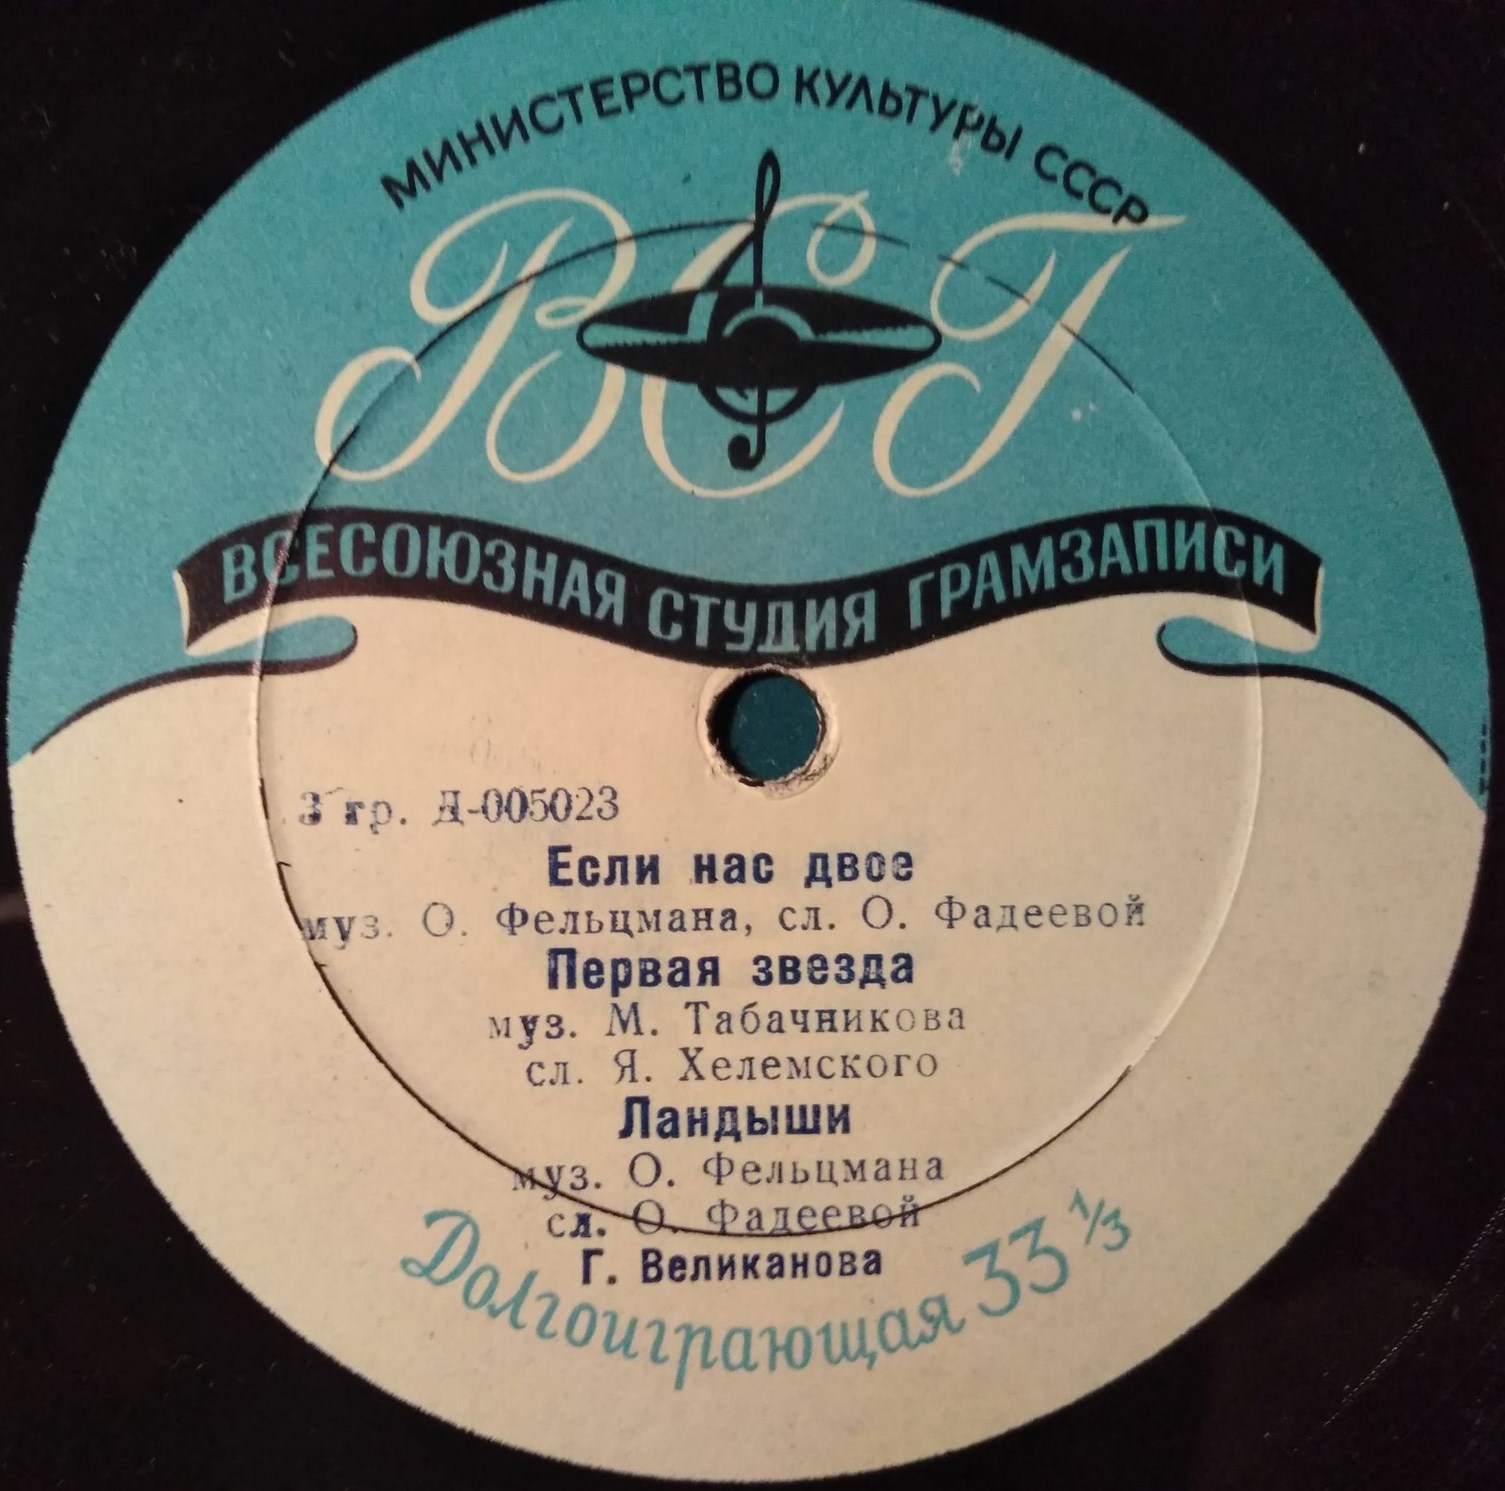 МИНИСТЕРСТВО КУЛЬТУРЫ СССР
ВСГ
ВСЕСОЮЗНАЯ СТУДИЯ ГРАМЗАПИСИ
3 гр. Д-005023
Если нас двое
муз. О. Фельцмана, сл. О. Фадеевой
Первая звезда
муз. М. Табачникова
сл. Я. Хелемского
Ландыши
муз. О. Фельцмана
сл. О. Фадеевой
Г. Великанова
Долгоиграющая 33 1/3